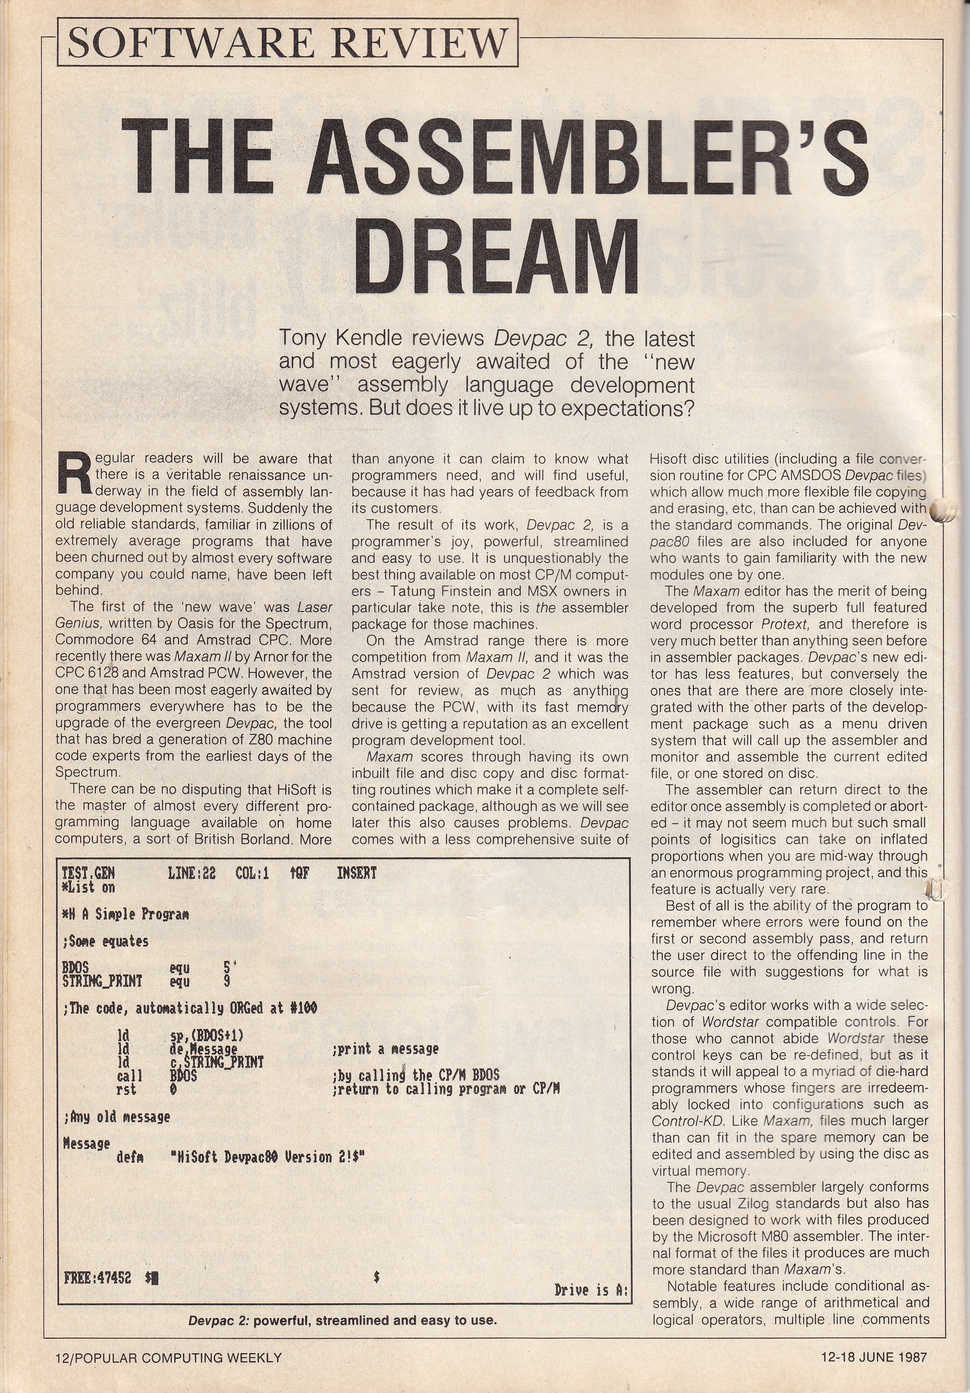 SOFTWARE REVIEW
THE ASSEMBLER'S
DREAM
Tony Kendle reviews Devpac 2, the latest
and most eagerly awaited of the "new
wave" assembly language development
systems. But does it live up to expectations?
Regular readers will be aware that
there is a veritable renaissance un-
derway in the field of assembly lan-
guage development systems. Suddenly the
old reliable standards, familiar in zillions of
extremely average programs that have
been churned out by almost every software
company you could name, have been left
behind.
The first of the 'new wave' was Laser
Genius, written by Oasis for the Spectrum,
Commodore 64 and Amstrad CPC. More
recently there was Maxam II by Arnor for the
CPC 6128 and Amstrad PCW. However, the
one that has been most eagerly awaited by
programmers everywhere has to be the
upgrade of the evergreen Devpac, the tool
that has bred a generation of Z80 machine
code experts from the earliest days of the
Spectrum.
There can be no disputing that HiSoft is
the master of almost every different pro-
gramming language available on home
computers, a sort of British Borland. More
than anyone it can claim to know what
programmers need, and will find useful,
because it has had years of feedback from
its customers.
The result of its work, Devpac 2, is a
programmer's joy, powerful, streamlined
and easy to use. It is unquestionably the
best thing available on most CP/M comput-
ers – Tatung Finstein and MSX owners in
particular take note, this is the assembler
package for those machines.
On the Amstrad range there is more
competition from Maxam II, and it was the
Amstrad version of Devpac 2 which was
sent for review, as much as anything
because the PCW, with its fast memory
drive is getting a reputation as an excellent
program development tool.
Maxam scores through having its own
inbuilt file and disc copy and disc format-
ting routines which make it a complete self-
contained package, although as we will see
later this also causes problems. Devpac
comes with a less comprehensive suite of
Hisoft disc utilities (including a file conver-
sion routine for CPC AMSDOS Devpac files)
which allow much more flexible file copying
and erasing, etc, than can be achieved with
the standard commands. The original Dev-
pac80 files are also included for anyone
who wants to gain familiarity with the new
modules one by one.
The Maxam editor has the merit of being
developed from the superb full featured
word processor Protext, and therefore is
very much better than anything seen before
in assembler packages. Devpac's new edi-
tor has less features, but conversely the
ones that are there are more closely inte-
grated with the other parts of the develop-
ment package such as a menu driven
system that will call up the assembler and
monitor and assemble the current edited
file, or one stored on disc.
The assembler can return direct to the
editor once assembly is completed or abort-
ed – it may not seem much but such small
points of logisitics can take on inflated
proportions when you are mid-way through
an enormous programming project, and this
feature is actually very rare.
Best of all is the ability of the program to
remember where errors were found on the
first or second assembly pass, and return
the user direct to the offending line in the
source file with suggestions for what is
wrong.
Devpac's editor works with a wide selec-
tion of Wordstar compatible controls. For
those who cannot abide Wordstar these
control keys can be re-defined, but as it
stands it will appeal to a myriad of die-hard
programmers whose fingers are irredeem-
ably locked into configurations such as
Control-KD. Like Maxam, files much larger
than can fit in the spare memory can be
edited and assembled by using the disc as
virtual memory.
The Devpac assembler largely conforms
to the usual Zilog standards but also has
been designed to work with files produced
by the Microsoft M80 assembler. The inter-
nal format of the files it produces are much
more standard than Maxam's.
Notable features include conditional as-
sembly, a wide range of arithmetical and
logical operators, multiple line comments
TEST.GEN LINE:22 COL:1 ↑QF INSERT
*List on
*H A Simple Program
;Some equates
BDOS equ 5'
STRING_PRINT equ 9
;The code, automatically ORGed at #100
ld sp,(BDOS+1)
ld de,Message ;print a message
ld c,STRING_PRINT
call BDOS ;by calling the CP/M BDOS
rst 0 ;return to calling program or CP/M
;Any old message
Message
defm "HiSoft Devpac80 Version 2!$"
FREE:47452 $ $
Drive is A:
Devpac 2: powerful, streamlined and easy to use.
12/POPULAR COMPUTING WEEKLY
12-18 JUNE 1987